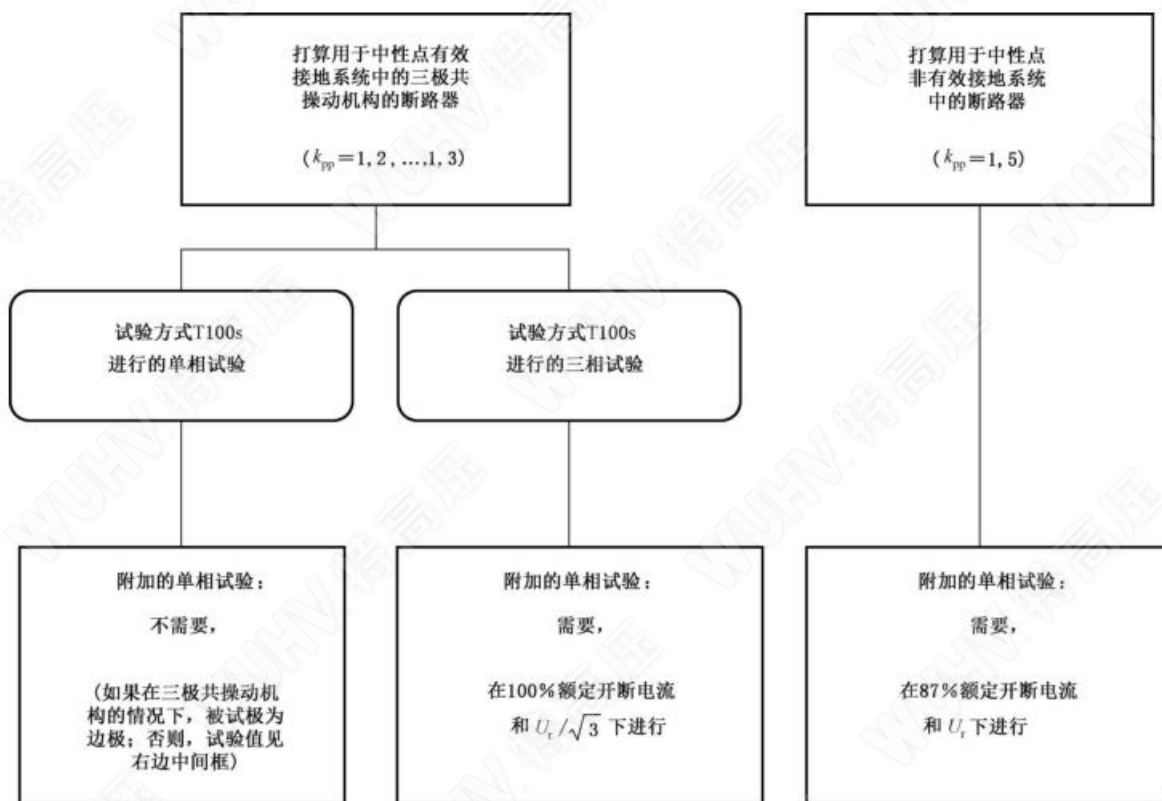 打算用于中性点有效
接地系统中的三极共
操动机构的断路器
(kpp=1,2,...,1,3)
打算用于中性点
非有效接地系统
中的断路器
(kpp=1,5)
试验方式T100s
进行的单相试验
试验方式T100s
进行的三相试验
附加的单相试验:
不需要,
(如果在三极共操动机
构的情况下,被试极为
边极;否则,试验值见
右边中间框)
附加的单相试验:
需要,
在100%额定开断电流
和 Ur/√3 下进行
附加的单相试验:
需要,
在87%额定开断电流
和 Ur 下进行
WUHV.特高压